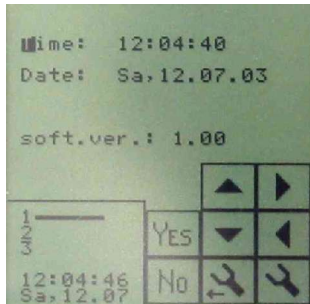 Time: 12:04:40
Date: Sa,12.07.03
soft.ver.: 1.00
1
2
3
YES
12:04:46
Sa,12.07
No